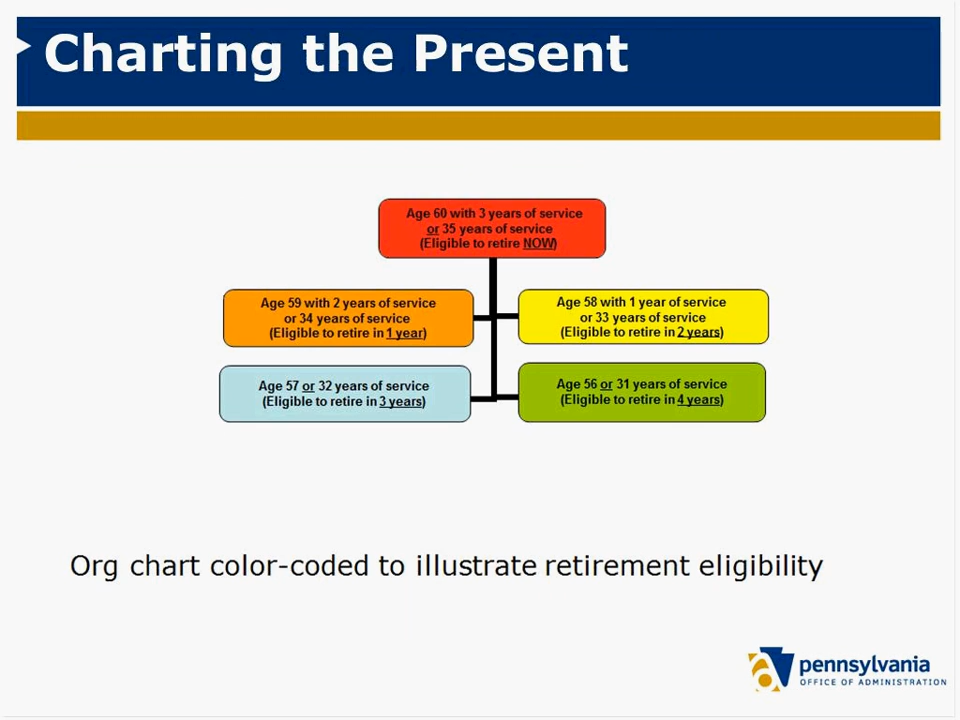 Charting the Present
Age 60 with 3 years of service
or 35 years of service
(Eligible to retire NOW)
Age 59 with 2 years of service
or 34 years of service
(Eligible to retire in 1 year)
Age 58 with 1 year of service
or 33 years of service
(Eligible to retire in 2 years)
Age 57 or 32 years of service
(Eligible to retire in 3 years)
Age 56 or 31 years of service
(Eligible to retire in 4 years)
Org chart color-coded to illustrate retirement eligibility
pennsylvania
OFFICE OF ADMINISTRATION